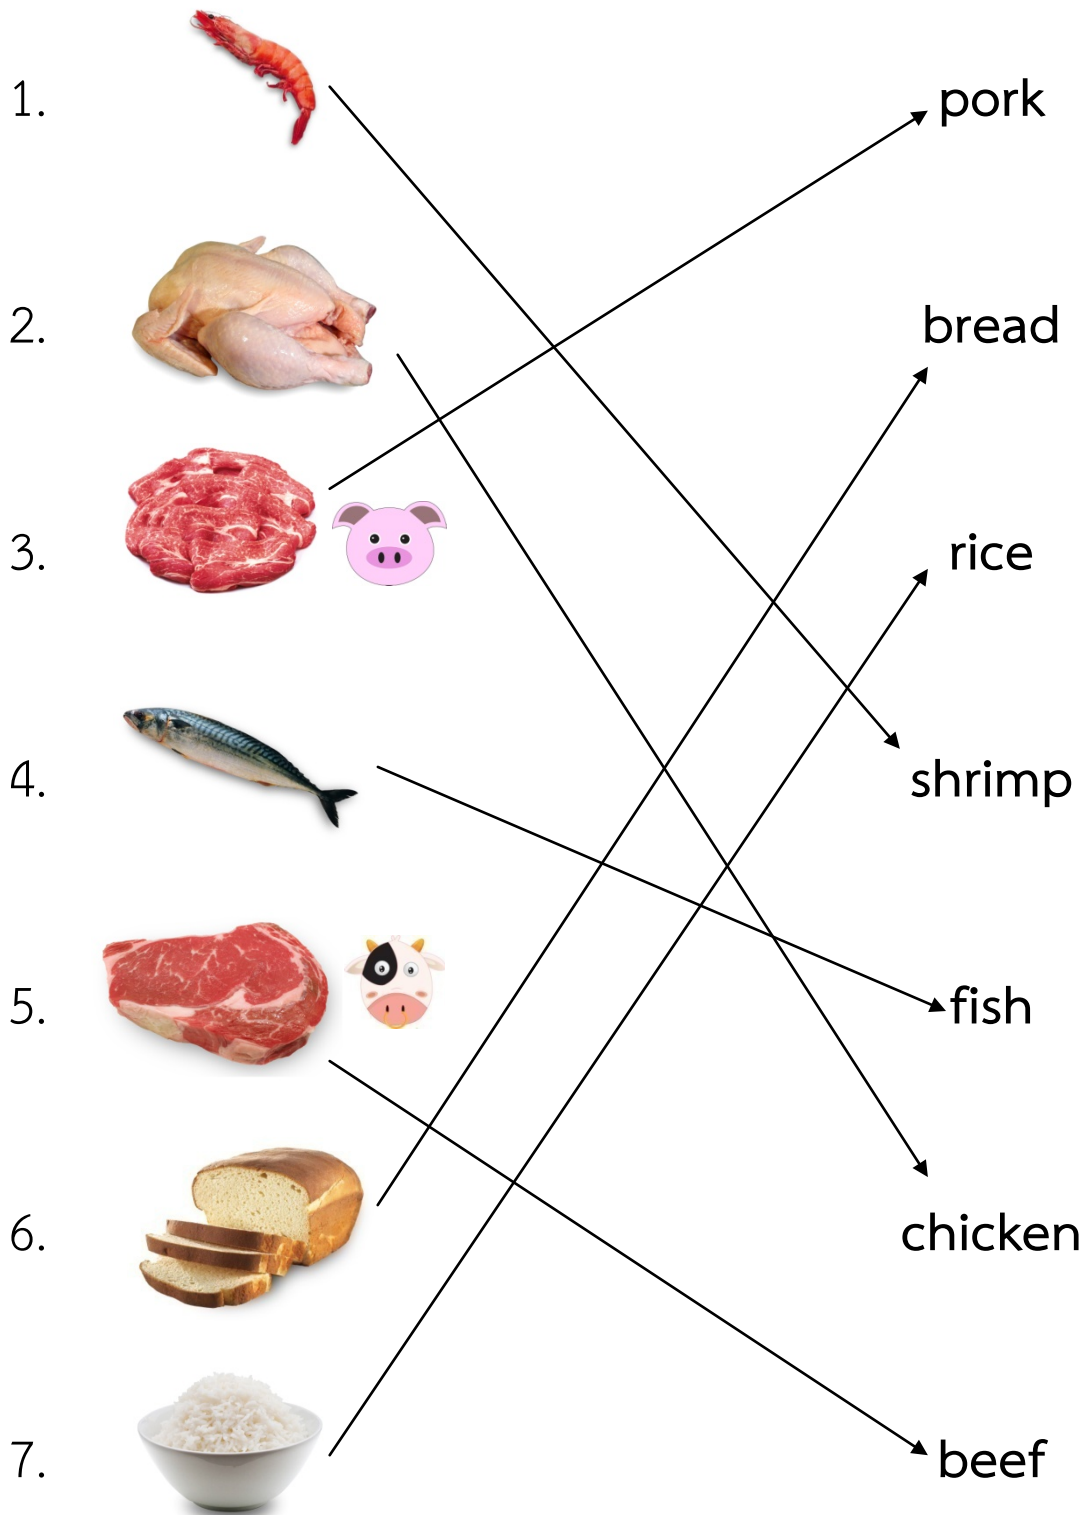 1. pork
2. bread
3. rice
4. shrimp
5. fish
6. chicken
7. beef